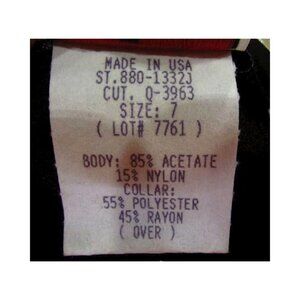 MADE IN USA
ST.880-1332J
CUT. Q-3963
SIZE: 7
( LOT# 7761 )
BODY: 85% ACETATE
15% NYLON
COLLAR:
55% POLYESTER
45% RAYON
( OVER )